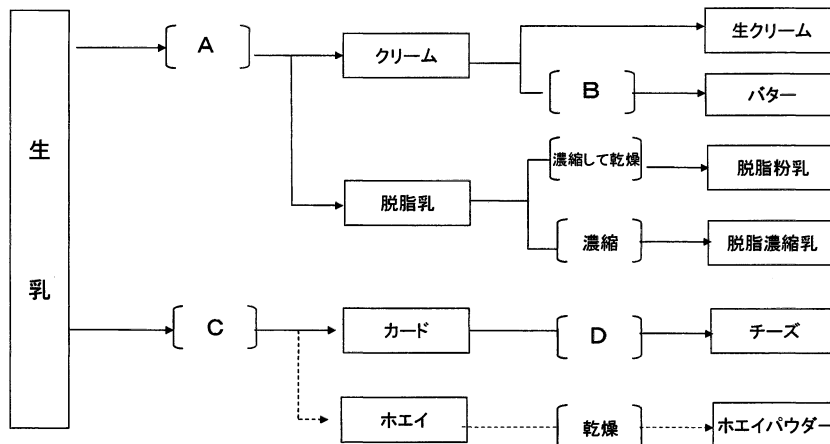 生乳
A
クリーム
生クリーム
B
バター
脱脂乳
濃縮して乾燥
脱脂粉乳
濃縮
脱脂濃縮乳
C
カード
D
チーズ
ホエイ
乾燥
ホエイパウダー